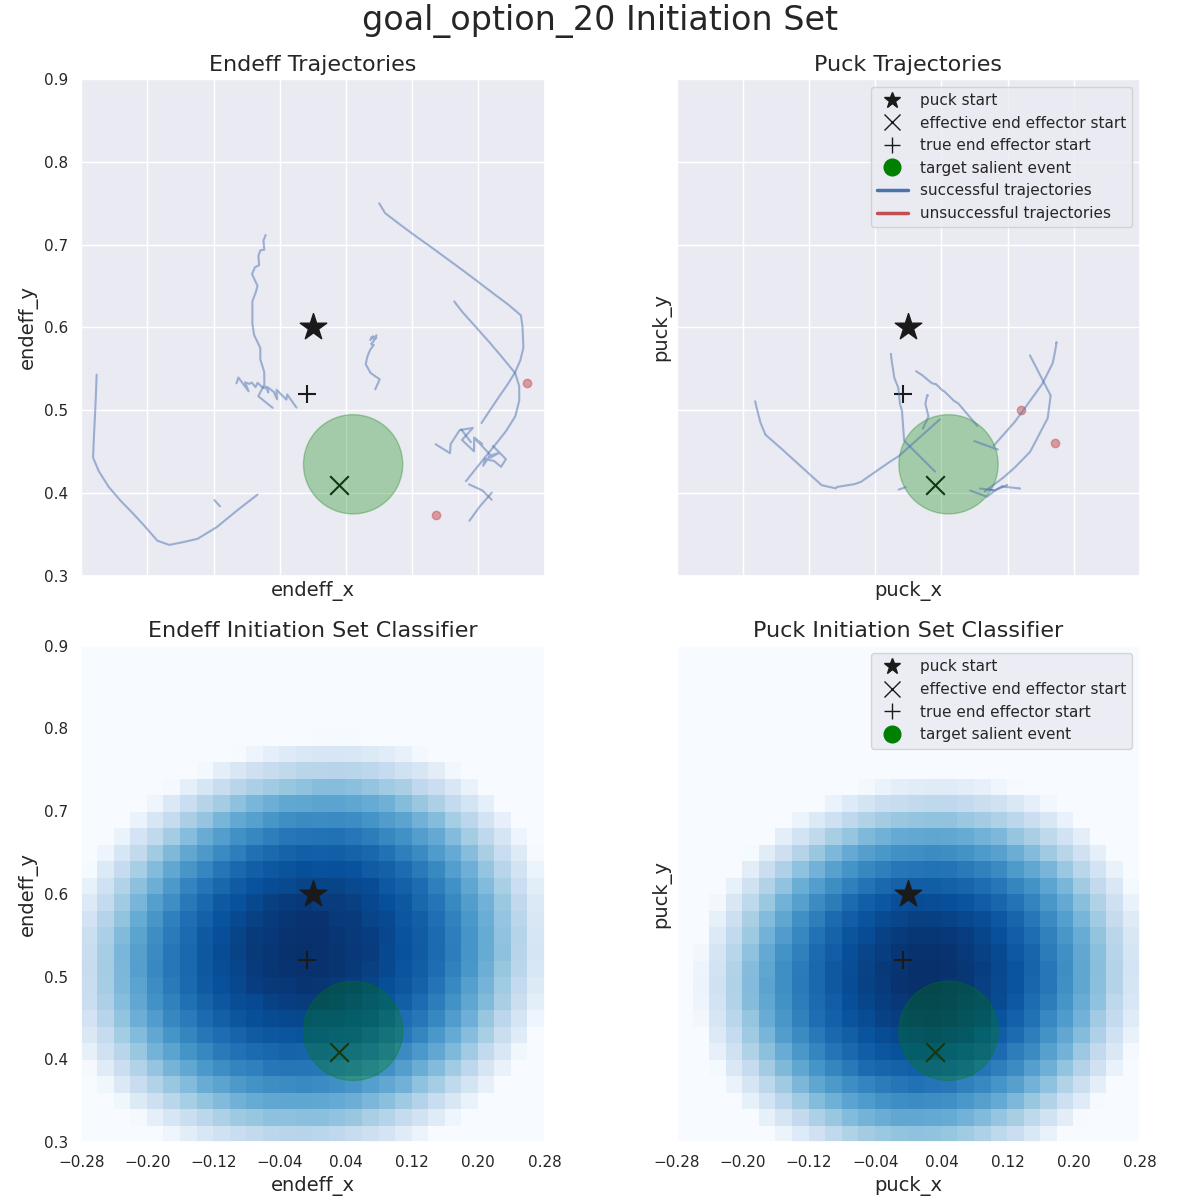 goal_option_20 Initiation Set
Endeff Trajectories
Puck Trajectories
0.9
0.8
0.7
0.6
0.5
0.4
0.3
endeff_y
endeff_x
puck start
effective end effector start
true end effector start
target salient event
successful trajectories
unsuccessful trajectories
puck_y
puck_x
Endeff Initiation Set Classifier
Puck Initiation Set Classifier
0.9
0.8
0.7
0.6
0.5
0.4
0.3
endeff_y
−0.28 −0.20 −0.12 −0.04 0.04 0.12 0.20 0.28
endeff_x
puck start
effective end effector start
true end effector start
target salient event
puck_y
−0.28 −0.20 −0.12 −0.04 0.04 0.12 0.20 0.28
puck_x